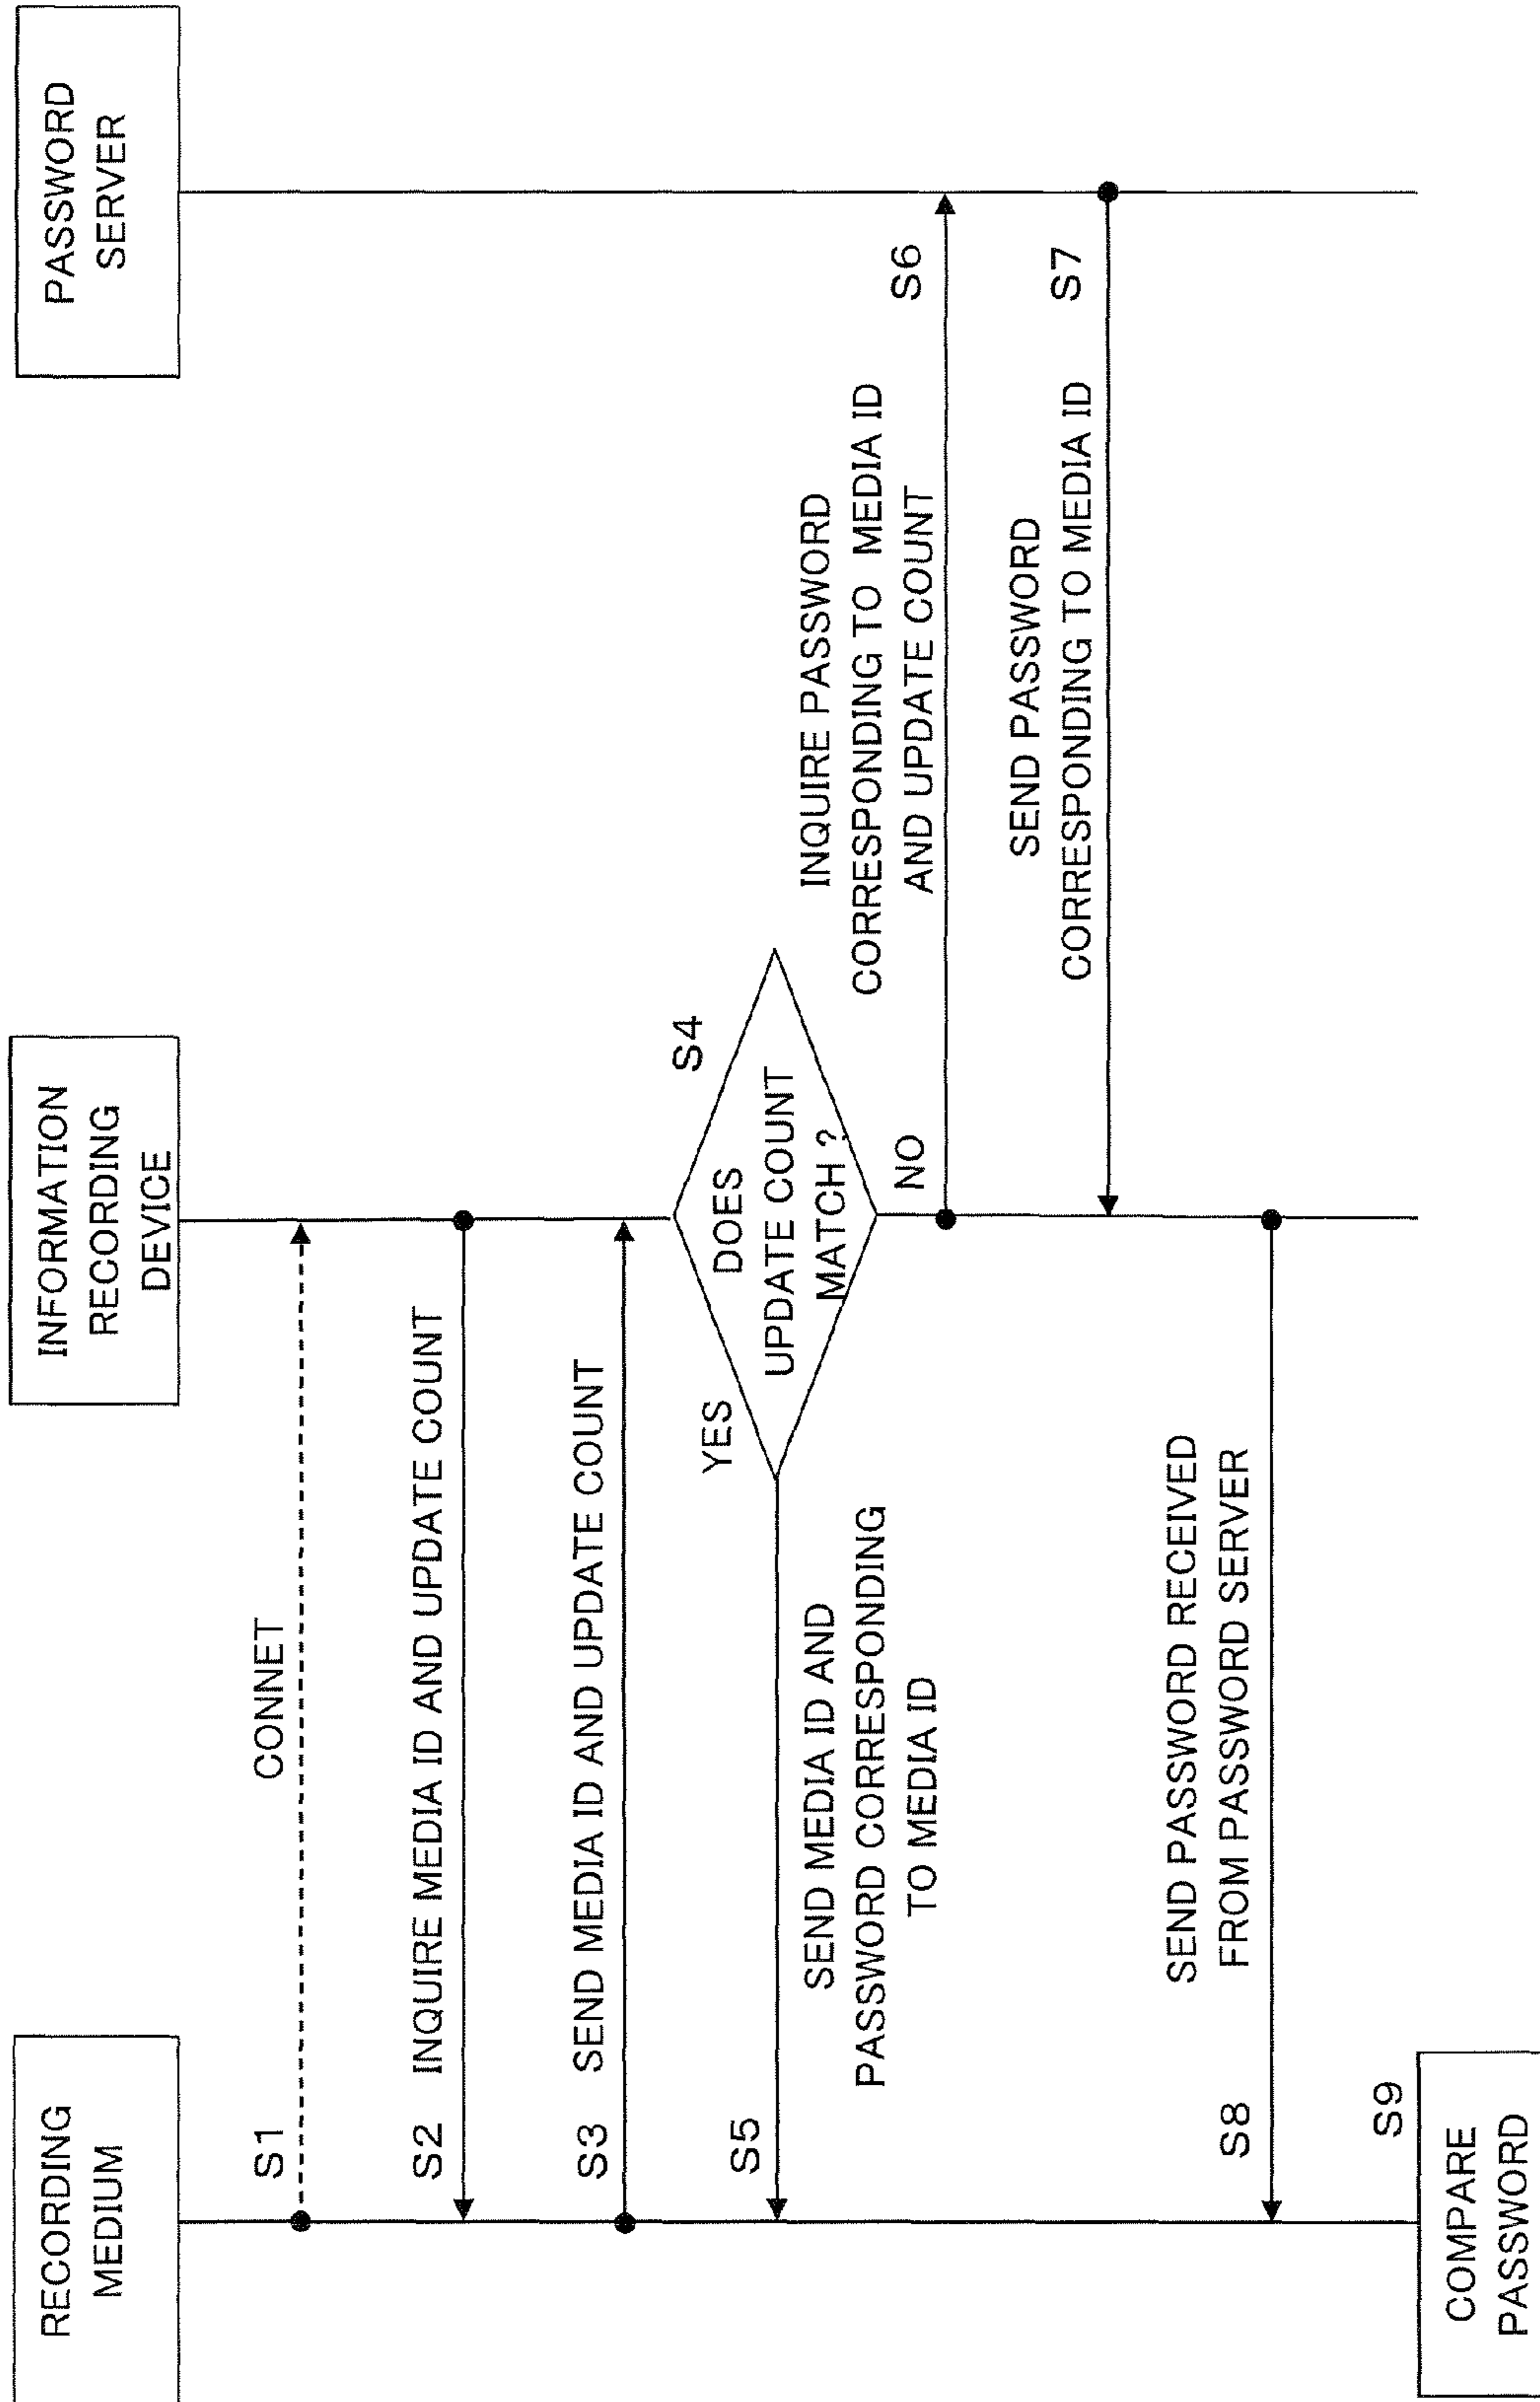 RECORDING
MEDIUM
INFORMATION
RECORDING
DEVICE
PASSWORD
SERVER
S1
CONNET
S2
INQUIRE MEDIA ID AND UPDATE COUNT
S3
SEND MEDIA ID AND UPDATE COUNT
S4
DOES
UPDATE COUNT
MATCH ?
YES
NO
S5
SEND MEDIA ID AND
PASSWORD CORRESPONDING
TO MEDIA ID
INQUIRE PASSWORD
CORRESPONDING TO MEDIA ID
AND UPDATE COUNT
S6
SEND PASSWORD
CORRESPONDING TO MEDIA ID
S7
SEND PASSWORD RECEIVED
FROM PASSWORD SERVER
S8
S9
COMPARE
PASSWORD